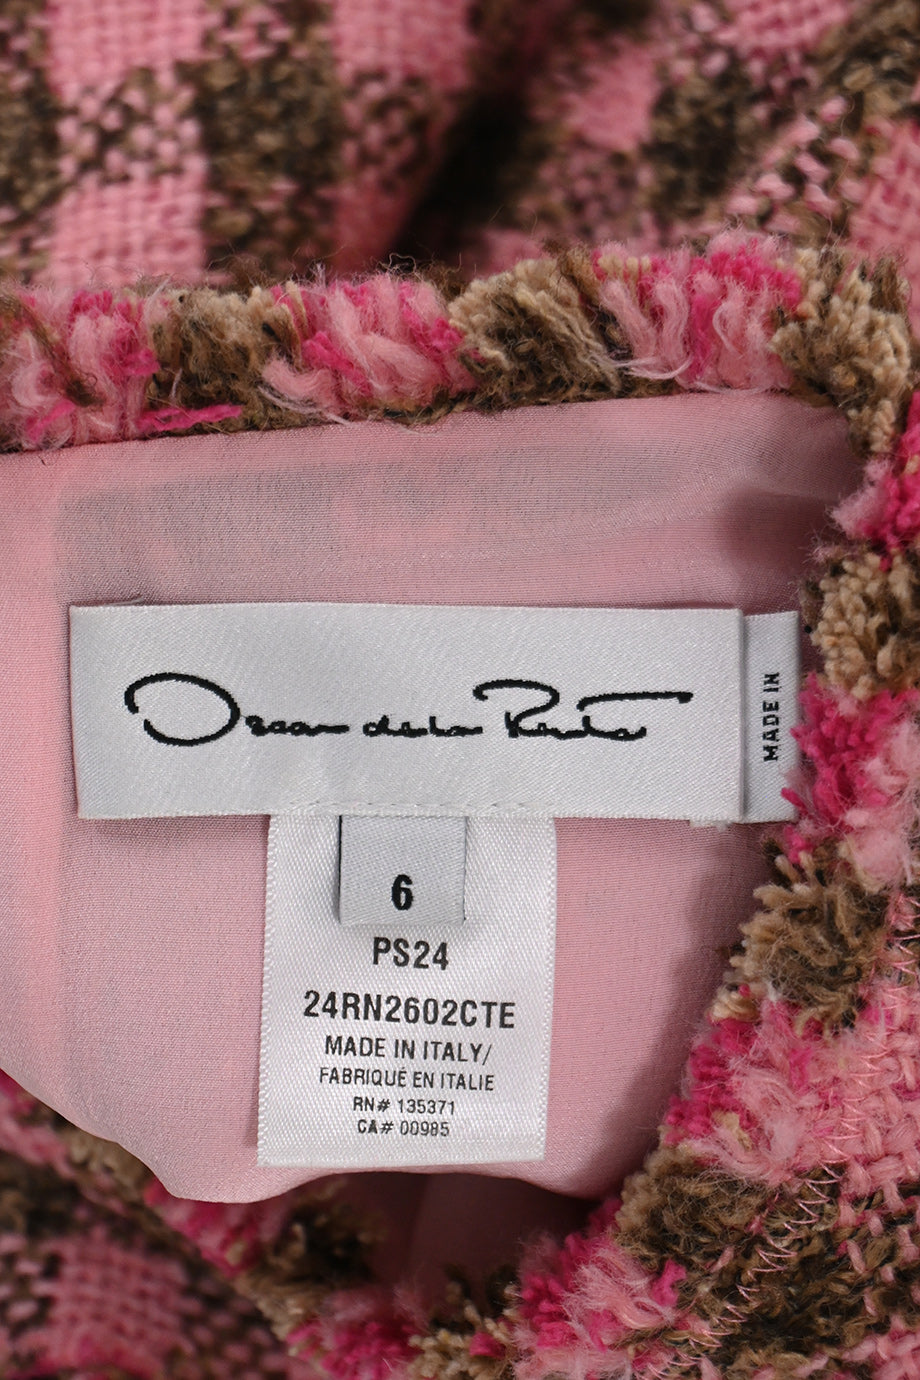 Oscar de la Renta
MADE IN
6
PS24
24RN2602CTE
MADE IN ITALY/
FABRIQUÉ EN ITALIE
RN# 135371
CA# 00985